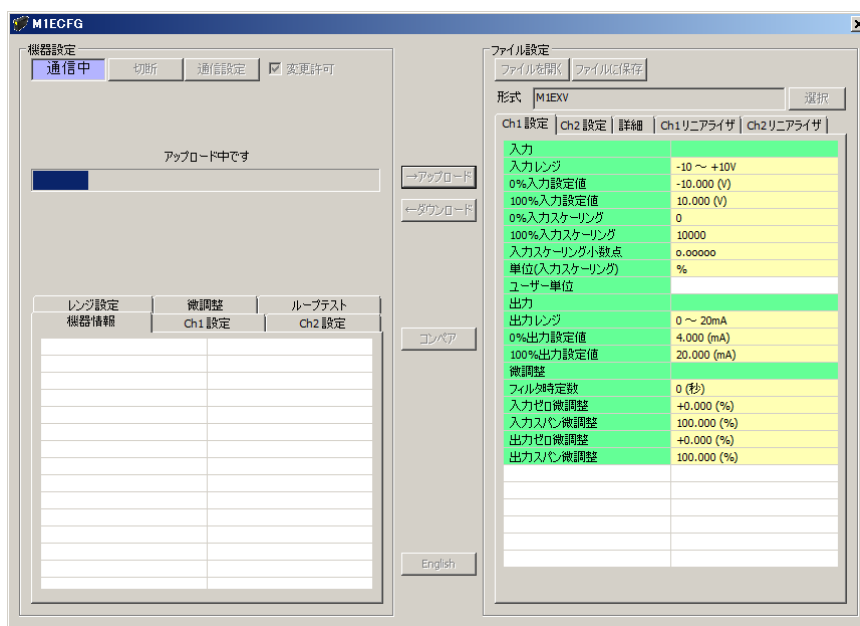 M1ECFG
機器設定
通信中 切断 通信設定 変更許可
アップロード中です
レンジ設定 微調整 ループテスト
機器情報 Ch1設定 Ch2設定
→アップロード
←ダウンロード
コンペア
English
ファイル設定
ファイルを開く ファイルに保存
形式 M1EXV 選択
Ch1設定 Ch2設定 詳細 Ch1リニアライザ Ch2リニアライザ
入力
入力レンジ -10 ~ +10V
0%入力設定値 -10.000 (V)
100%入力設定値 10.000 (V)
0%入力スケーリング 0
100%入力スケーリング 10000
入力スケーリング小数点 o.ooooo
単位(入力スケーリング) %
ユーザー単位
出力
出力レンジ 0 ~ 20mA
0%出力設定値 4.000 (mA)
100%出力設定値 20.000 (mA)
微調整
フィルタ時定数 0 (秒)
入力ゼロ微調整 +0.000 (%)
入力スパン微調整 100.000 (%)
出力ゼロ微調整 +0.000 (%)
出力スパン微調整 100.000 (%)